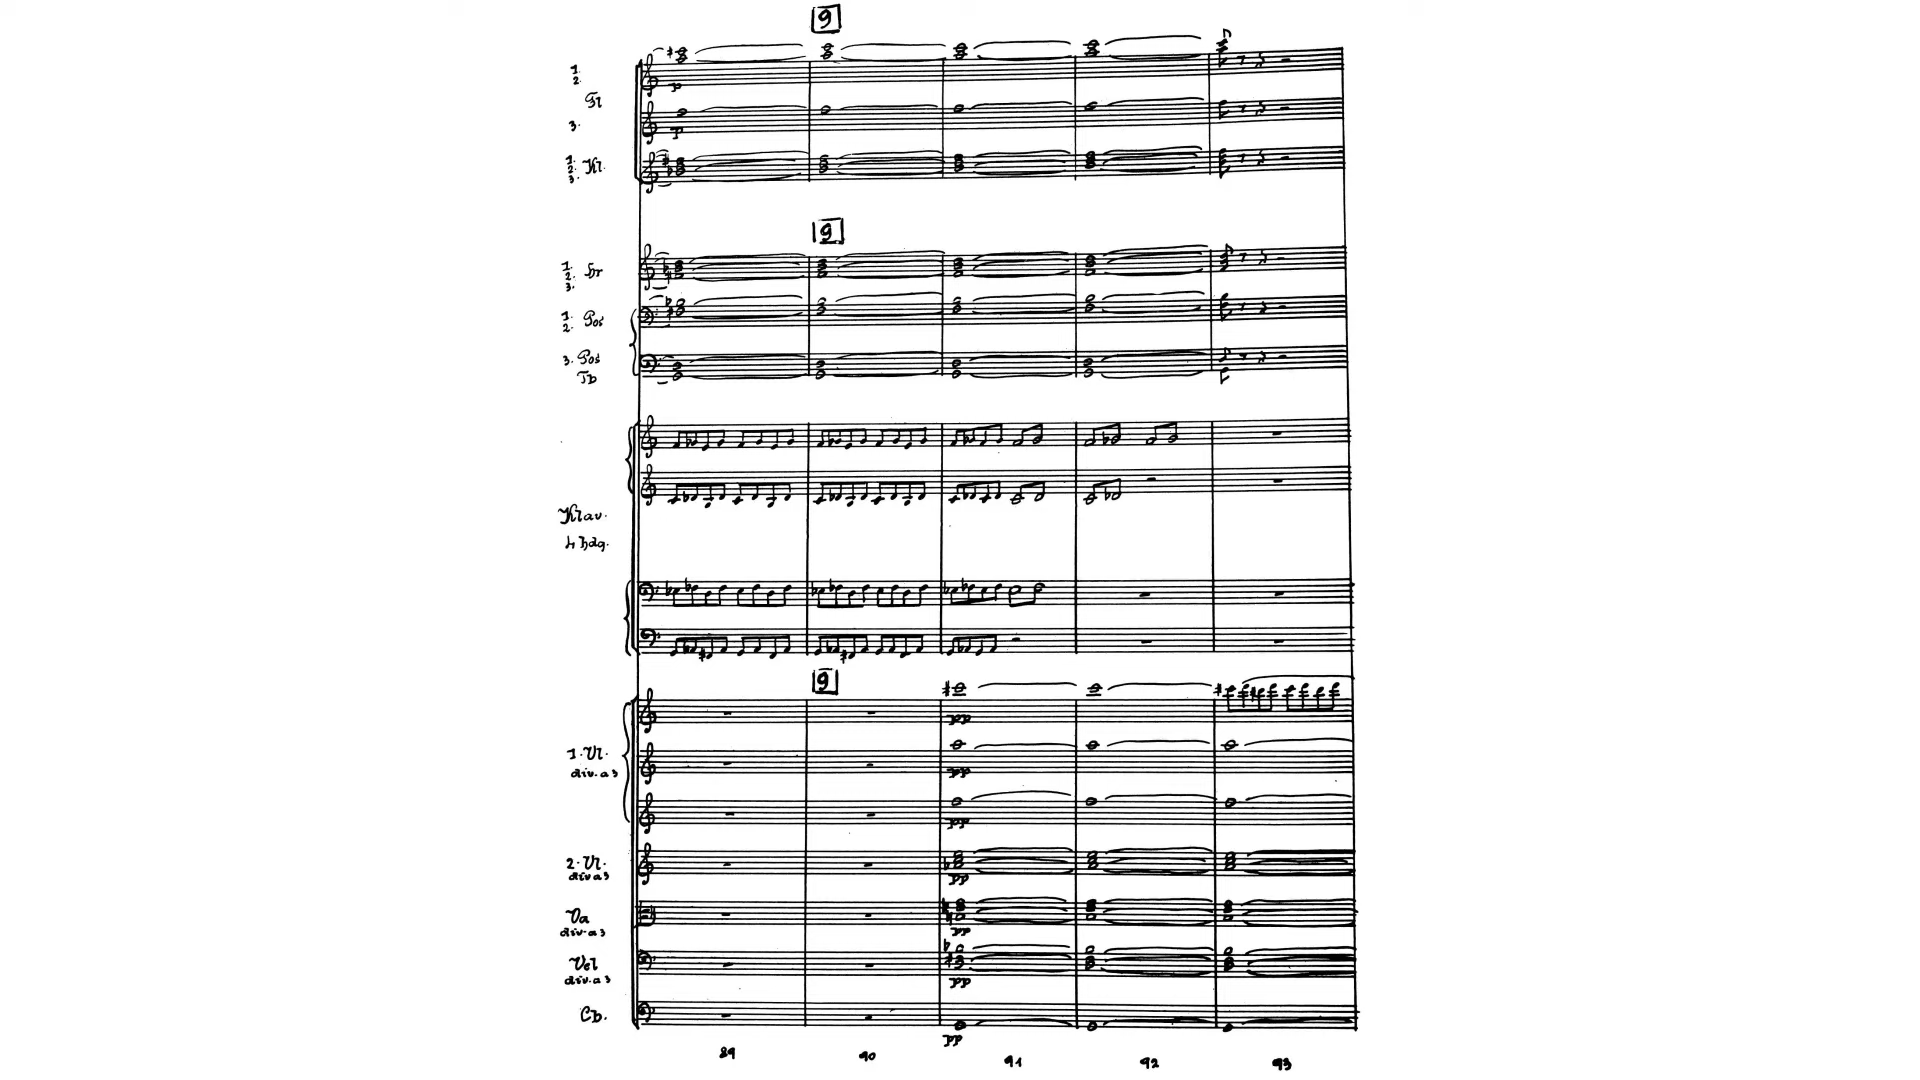 9
1.
2.
Fl
3.
p
p
1.
2. Kl.
3.
9
1.
2. Hr
3.
1. Pos
2.
3. Pos
Tb
Klav.
4 hdg.
9
1. Vl.
div. a 3
pp
pp
pp
2. Vl.
div a 3
pp
Va
div. a 3
pp
Vcl
div. a 3
pp
Cb.
pp
89 90 91 92 93